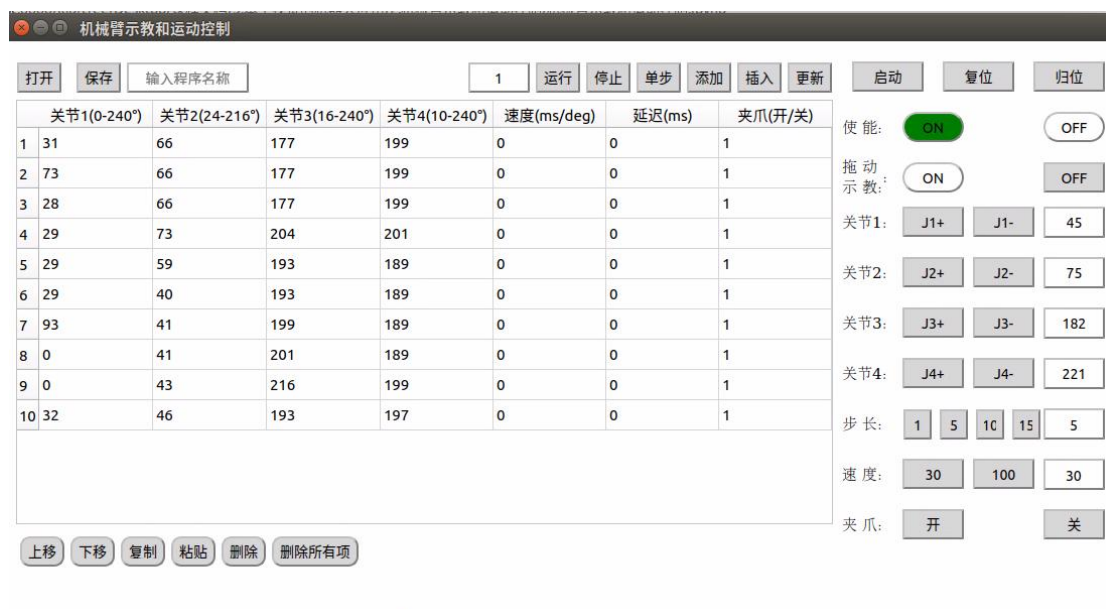 机械臂示教和运动控制
打开 保存 输入程序名称 1 运行 停止 单步 添加 插入 更新 启动 复位 归位
关节1(0-240°) 关节2(24-216°) 关节3(16-240°) 关节4(10-240°) 速度(ms/deg) 延迟(ms) 夹爪(开/关)
1 31 66 177 199 0 0 1
2 73 66 177 199 0 0 1
3 28 66 177 199 0 0 1
4 29 73 204 201 0 0 1
5 29 59 193 189 0 0 1
6 29 40 193 189 0 0 1
7 93 41 199 189 0 0 1
8 0 41 201 189 0 0 1
9 0 43 216 199 0 0 1
10 32 46 193 197 0 0 1
上移 下移 复制 粘贴 删除 删除所有项
使 能: ON OFF
拖 动
示 教: ON OFF
关节1: J1+ J1- 45
关节2: J2+ J2- 75
关节3: J3+ J3- 182
关节4: J4+ J4- 221
步 长: 1 5 10 15 5
速 度: 30 100 30
夹 爪: 开 关